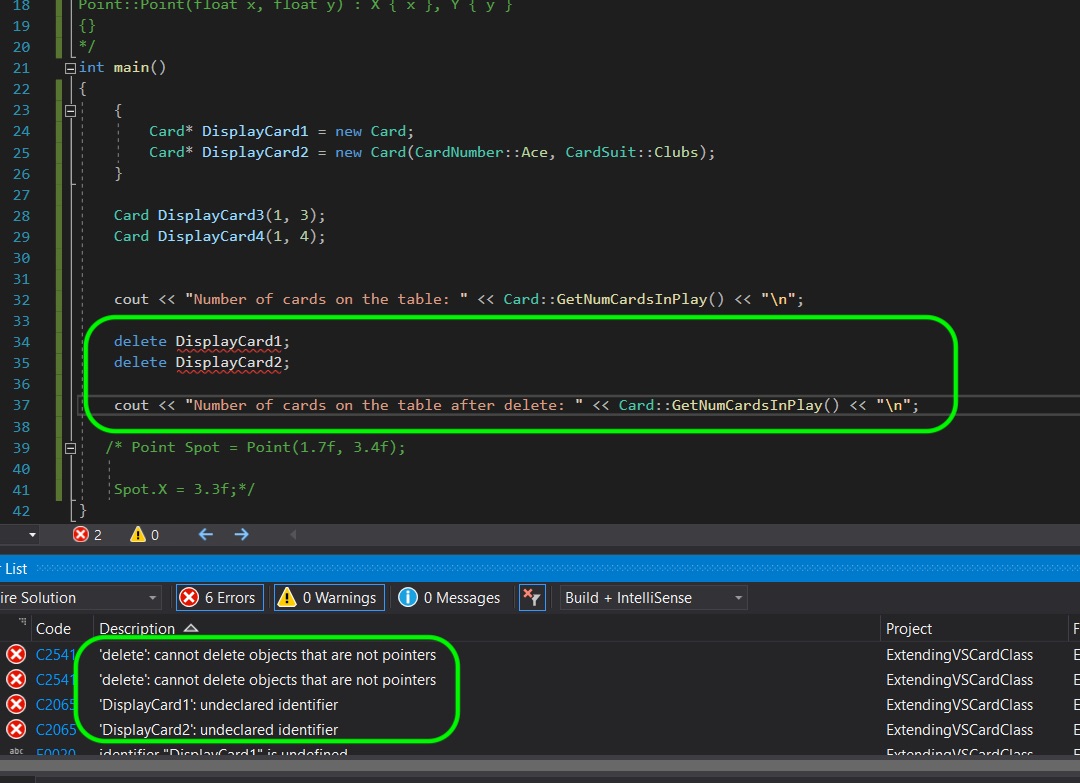 18 Point::Point(float x, float y) : X { x }, Y { y }
19 {}
20 */
21 int main()
22 {
23 {
24 Card* DisplayCard1 = new Card;
25 Card* DisplayCard2 = new Card(CardNumber::Ace, CardSuit::Clubs);
26 }
27
28 Card DisplayCard3(1, 3);
29 Card DisplayCard4(1, 4);
30
31
32 cout << "Number of cards on the table: " << Card::GetNumCardsInPlay() << "\n";
33
34 delete DisplayCard1;
35 delete DisplayCard2;
36
37 cout << "Number of cards on the table after delete: " << Card::GetNumCardsInPlay() << "\n";
38
39 /* Point Spot = Point(1.7f, 3.4f);
40
41 Spot.X = 3.3f;*/
42 }
2 0
List
ire Solution 6 Errors 0 Warnings 0 Messages Build + IntelliSense
Code Description Project F
C2541 'delete': cannot delete objects that are not pointers ExtendingVSCardClass E
C2541 'delete': cannot delete objects that are not pointers ExtendingVSCardClass E
C2065 'DisplayCard1': undeclared identifier ExtendingVSCardClass E
C2065 'DisplayCard2': undeclared identifier ExtendingVSCardClass E
abc E0020 identifier "DisplayCard1" is undefined ExtendingVSCardClass E